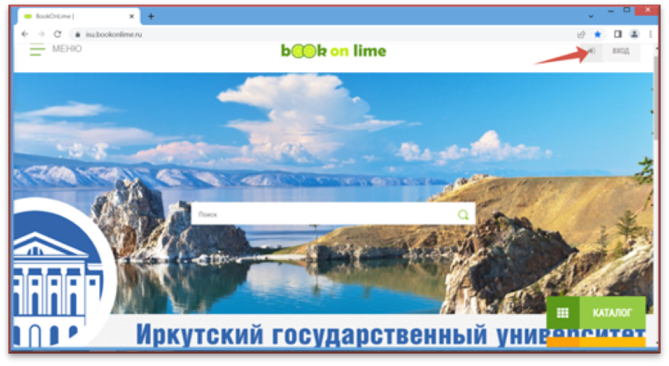 BookOnLime |
isu.bookonlime.ru
МЕНЮ
book on lime
ВХОД
Поиск
КАТАЛОГ
Иркутский государственный университет